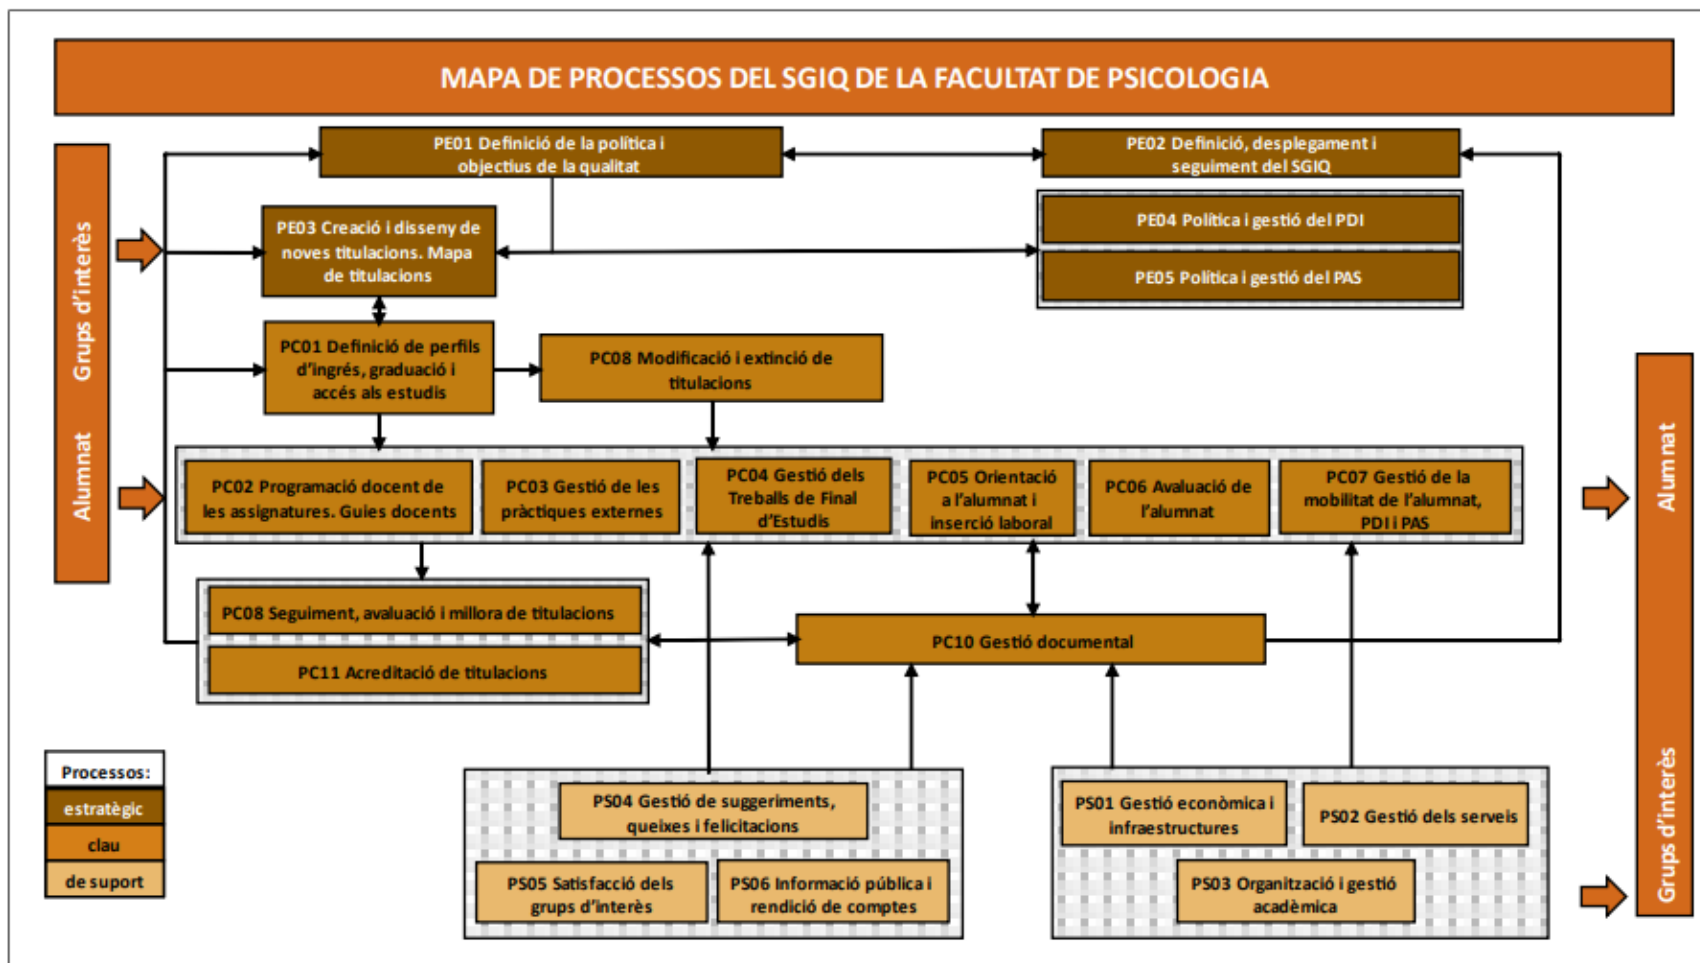 MAPA DE PROCESSOS DEL SGIQ DE LA FACULTAT DE PSICOLOGIA
Grups d'interès
Alumnat
PE01 Definició de la política i
objectius de la qualitat
PE02 Definició, desplegament i
seguiment del SGIQ
PE03 Creació i disseny de
noves titulacions. Mapa
de titulacions
PE04 Política i gestió del PDI
PE05 Política i gestió del PAS
PC01 Definició de perfils
d'ingrés, graduació i
accés als estudis
PC08 Modificació i extinció de
titulacions
PC02 Programació docent de
les assignatures. Guies docents
PC03 Gestió de les
pràctiques externes
PC04 Gestió dels
Treballs de Final
d'Estudis
PC05 Orientació
a l'alumnat i
inserció laboral
PC06 Avaluació de
l'alumnat
PC07 Gestió de la
mobilitat de l'alumnat,
PDI i PAS
PC08 Seguiment, avaluació i millora de titulacions
PC11 Acreditació de titulacions
PC10 Gestió documental
Alumnat
Grups d'interès
Processos:
estratègic
clau
de suport
PS04 Gestió de suggeriments,
queixes i felicitacions
PS05 Satisfacció dels
grups d'interès
PS06 Informació pública i
rendició de comptes
PS01 Gestió econòmica i
infraestructures
PS02 Gestió dels serveis
PS03 Organització i gestió
acadèmica